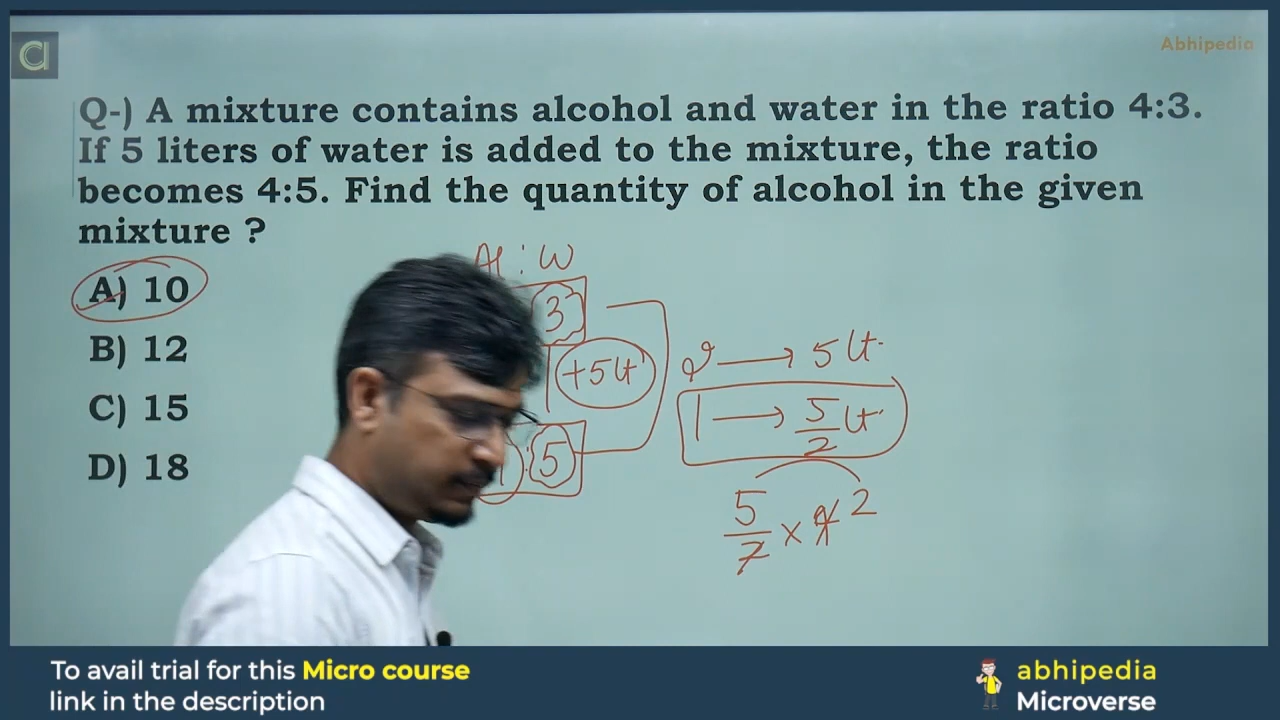 Abhipedia
Q-) A mixture contains alcohol and water in the ratio 4:3.
If 5 liters of water is added to the mixture, the ratio
becomes 4:5. Find the quantity of alcohol in the given
mixture ?
A) 10
B) 12
C) 15
D) 18
Al : W
3
+5lt
: 5
2 → 5 lt.
1 → 5/2 lt.
5/2 × 4 2
To avail trial for this Micro course
link in the description
abhipedia
Microverse